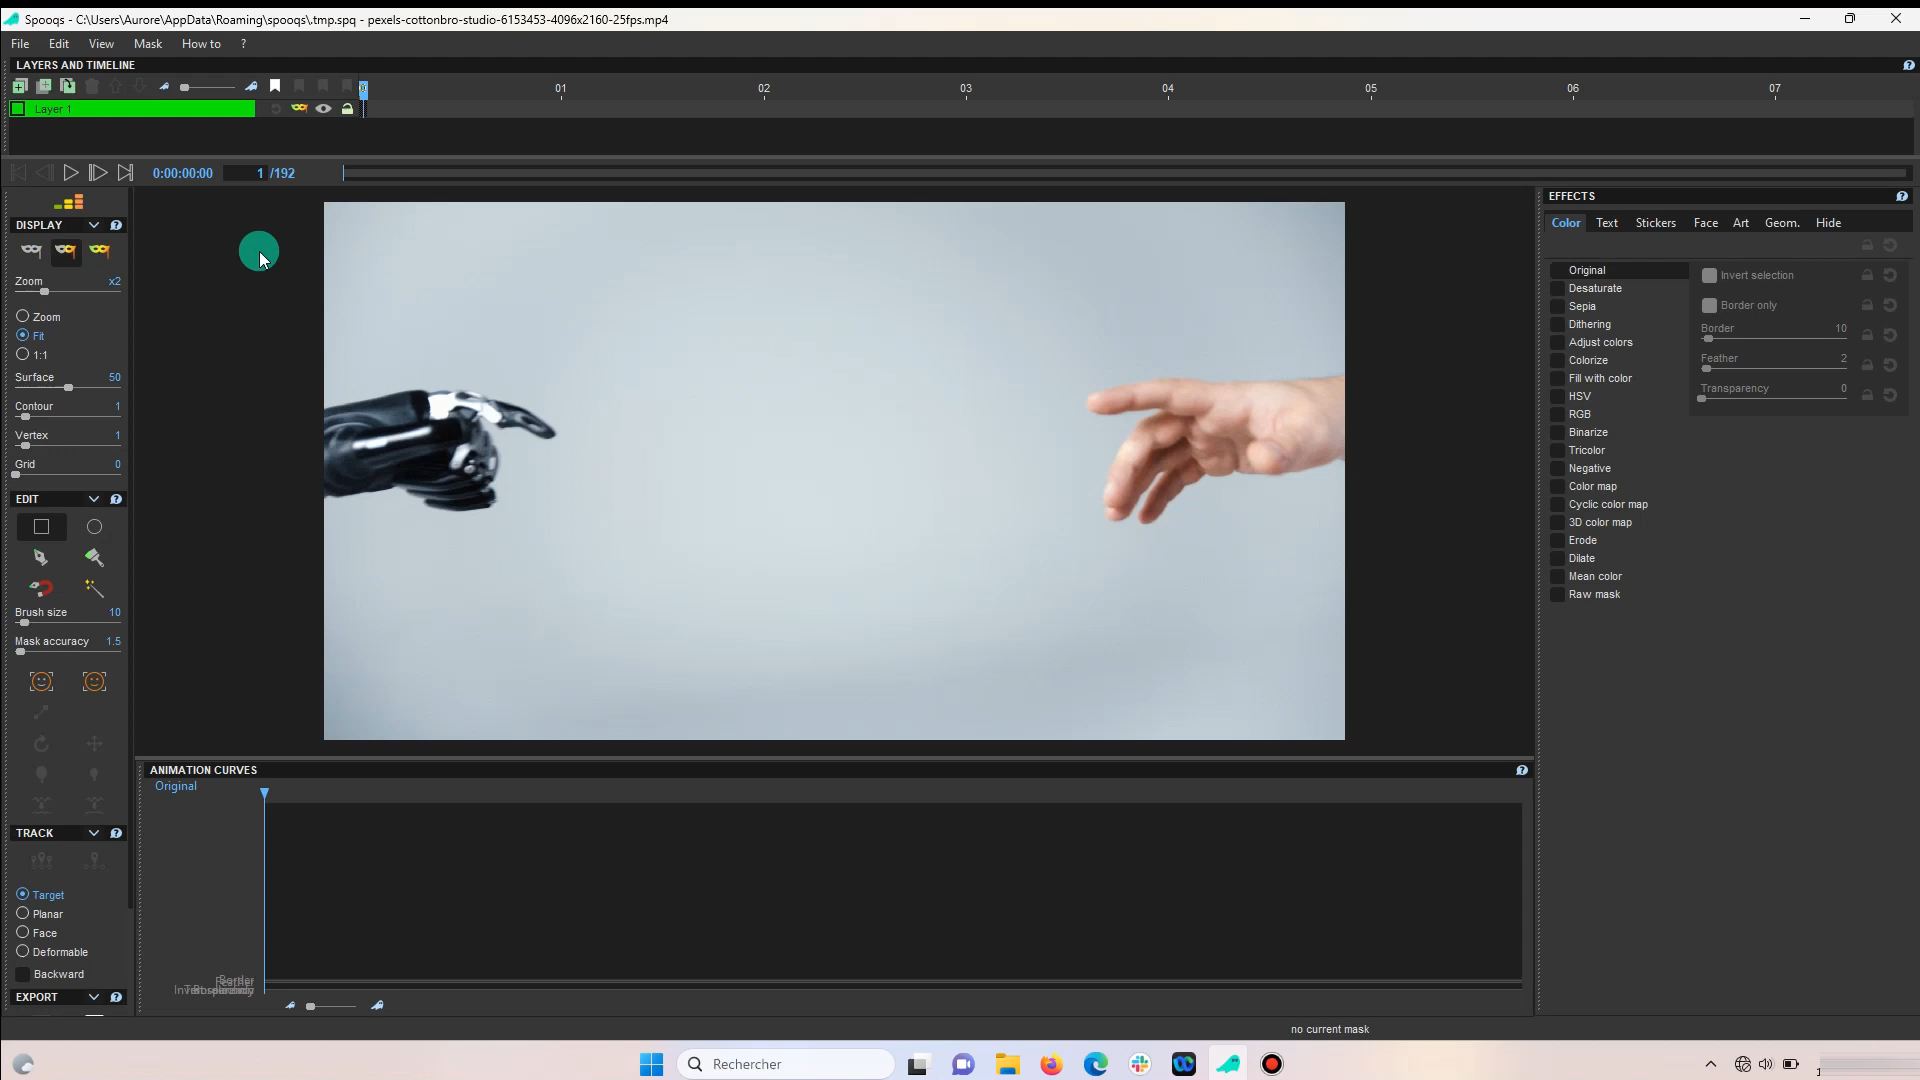 Spooqs - C:\Users\Aurore\AppData\Roaming\spooqs\.tmp.spq - pexels-cottonbro-studio-6153453-4096x2160-25fps.mp4
File Edit View Mask How to ?
LAYERS AND TIMELINE
01 02 03 04 05 06 07
Layer 1
0:00:00:00 1 /192
DISPLAY
Zoom x2
Zoom
Fit
1:1
Surface 50
Contour 1
Vertex 1
Grid 0
EDIT
Brush size 10
Mask accuracy 1.5
TRACK
Target
Planar
Face
Deformable
Backward
EXPORT
ANIMATION CURVES
Original
Border
EFFECTS
Color Text Stickers Face Art Geom. Hide
Original
Desaturate
Sepia
Dithering
Adjust colors
Colorize
Fill with color
HSV
RGB
Binarize
Tricolor
Negative
Color map
Cyclic color map
3D color map
Erode
Dilate
Mean color
Raw mask
Invert selection
Border only
Border 10
Feather 2
Transparency 0
no current mask
Rechercher